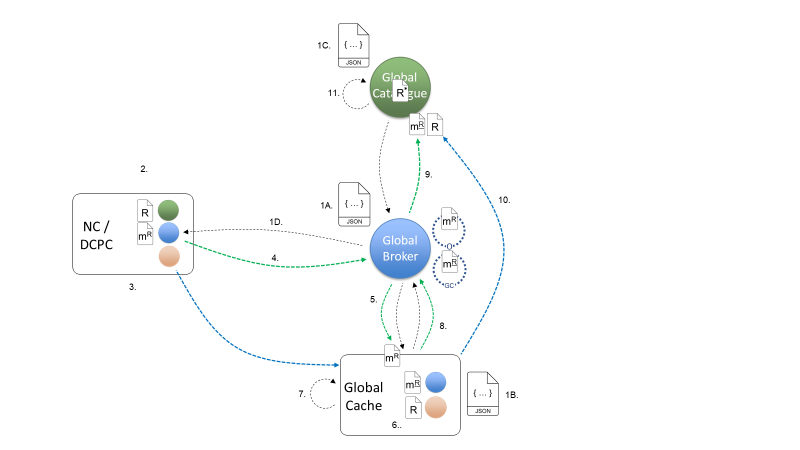 1C.
{ ... }
JSON
Global
Catalogue
R*
11.
mR
R
9.
10.
2.
1A.
JSON
NC /
DCPC
R
mR
1D.
4.
3.
Global
Broker
mR
O
mR
GC
5.
8.
mR
7.
Global
Cache
mR
R
6..
{ ... }
JSON
1B.